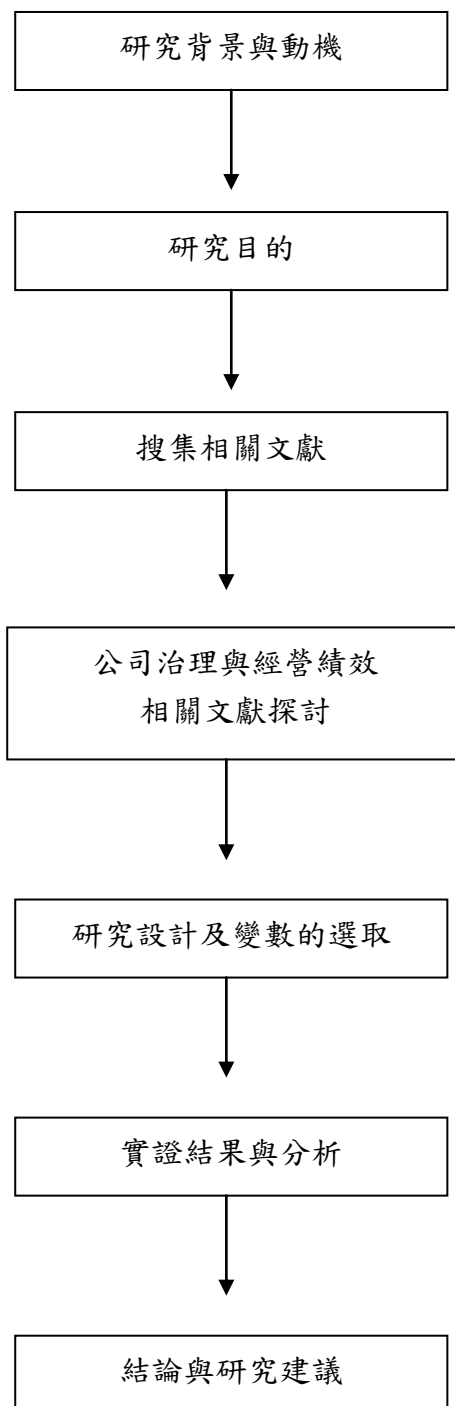 研究背景與動機
研究目的
搜集相關文獻
公司治理與經營績效
相關文獻探討
研究設計及變數的選取
實證結果與分析
結論與研究建議